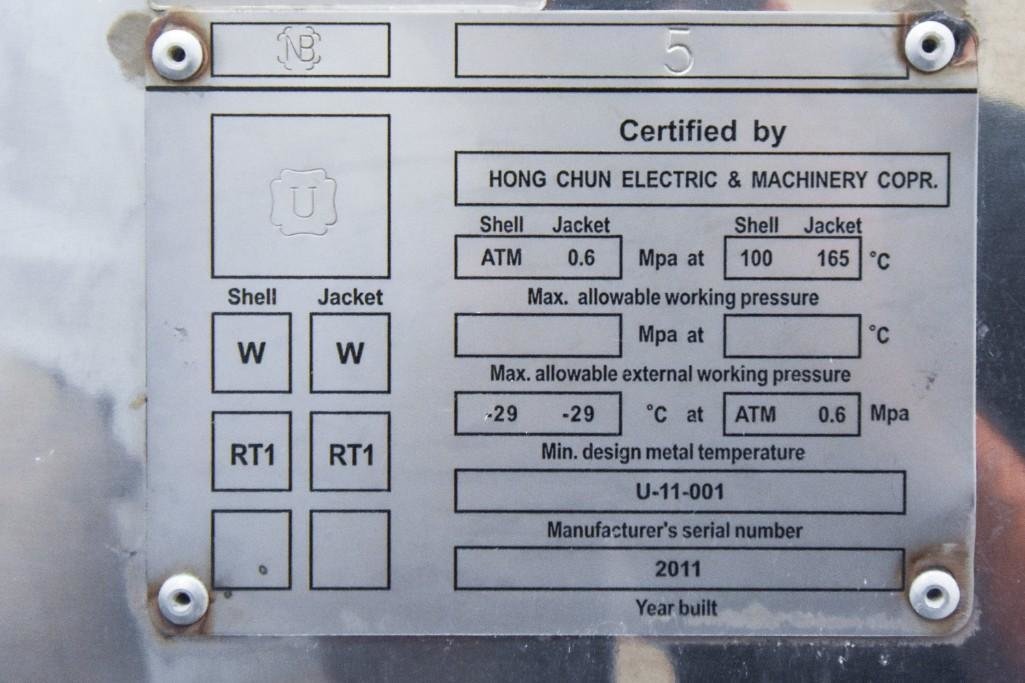 NB 5
U
Certified by
HONG CHUN ELECTRIC & MACHINERY COPR.
Shell Jacket Shell Jacket
ATM 0.6 Mpa at 100 165 °C
Max. allowable working pressure
Mpa at °C
Max. allowable external working pressure
-29 -29 °C at ATM 0.6 Mpa
Min. design metal temperature
U-11-001
Manufacturer's serial number
2011
Year built
Shell Jacket
W W
RT1 RT1